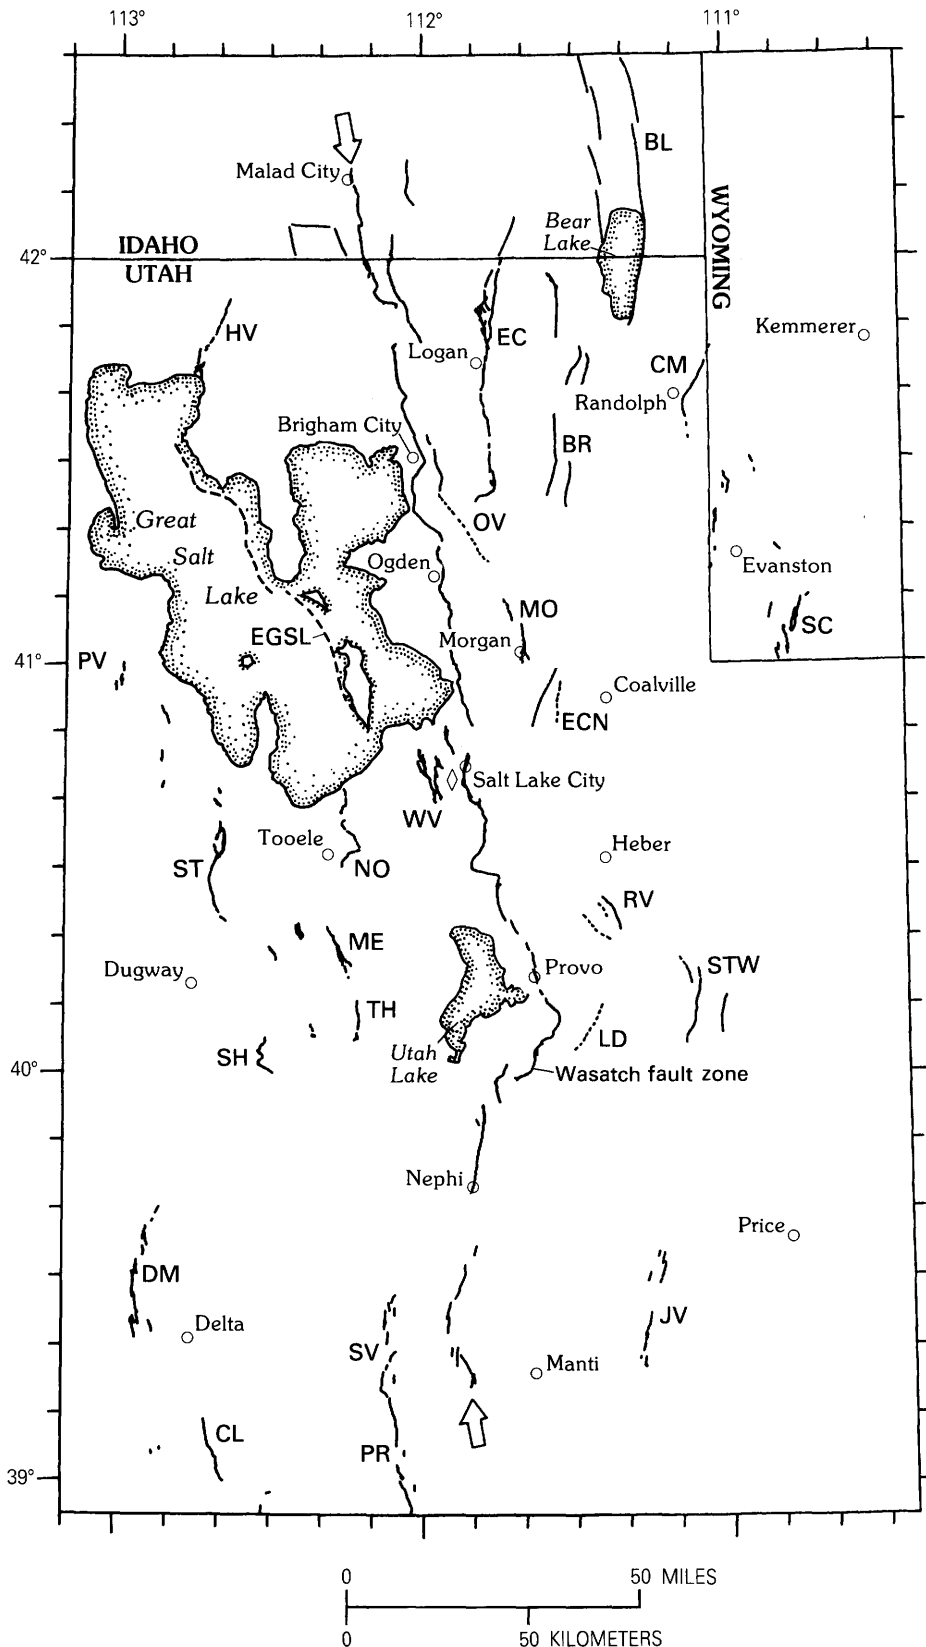 113°
112°
111°
BL
Malad City
WYOMING
Bear
Lake
IDAHO
42°
UTAH
HV
EC
Kemmerer
Logan
CM
Randolph
Brigham City
BR
OV
Great
Salt
Lake
Ogden
Evanston
MO
Morgan
SC
EGSL
PV
41°
Coalville
ECN
Salt Lake City
WV
Tooele
Heber
ST
NO
RV
ME
Dugway
Provo
STW
TH
LD
SH
Utah
Lake
40°
Wasatch fault zone
Nephi
Price
DM
Delta
JV
SV
Manti
CL
PR
39°
0 50 MILES
0 50 KILOMETERS